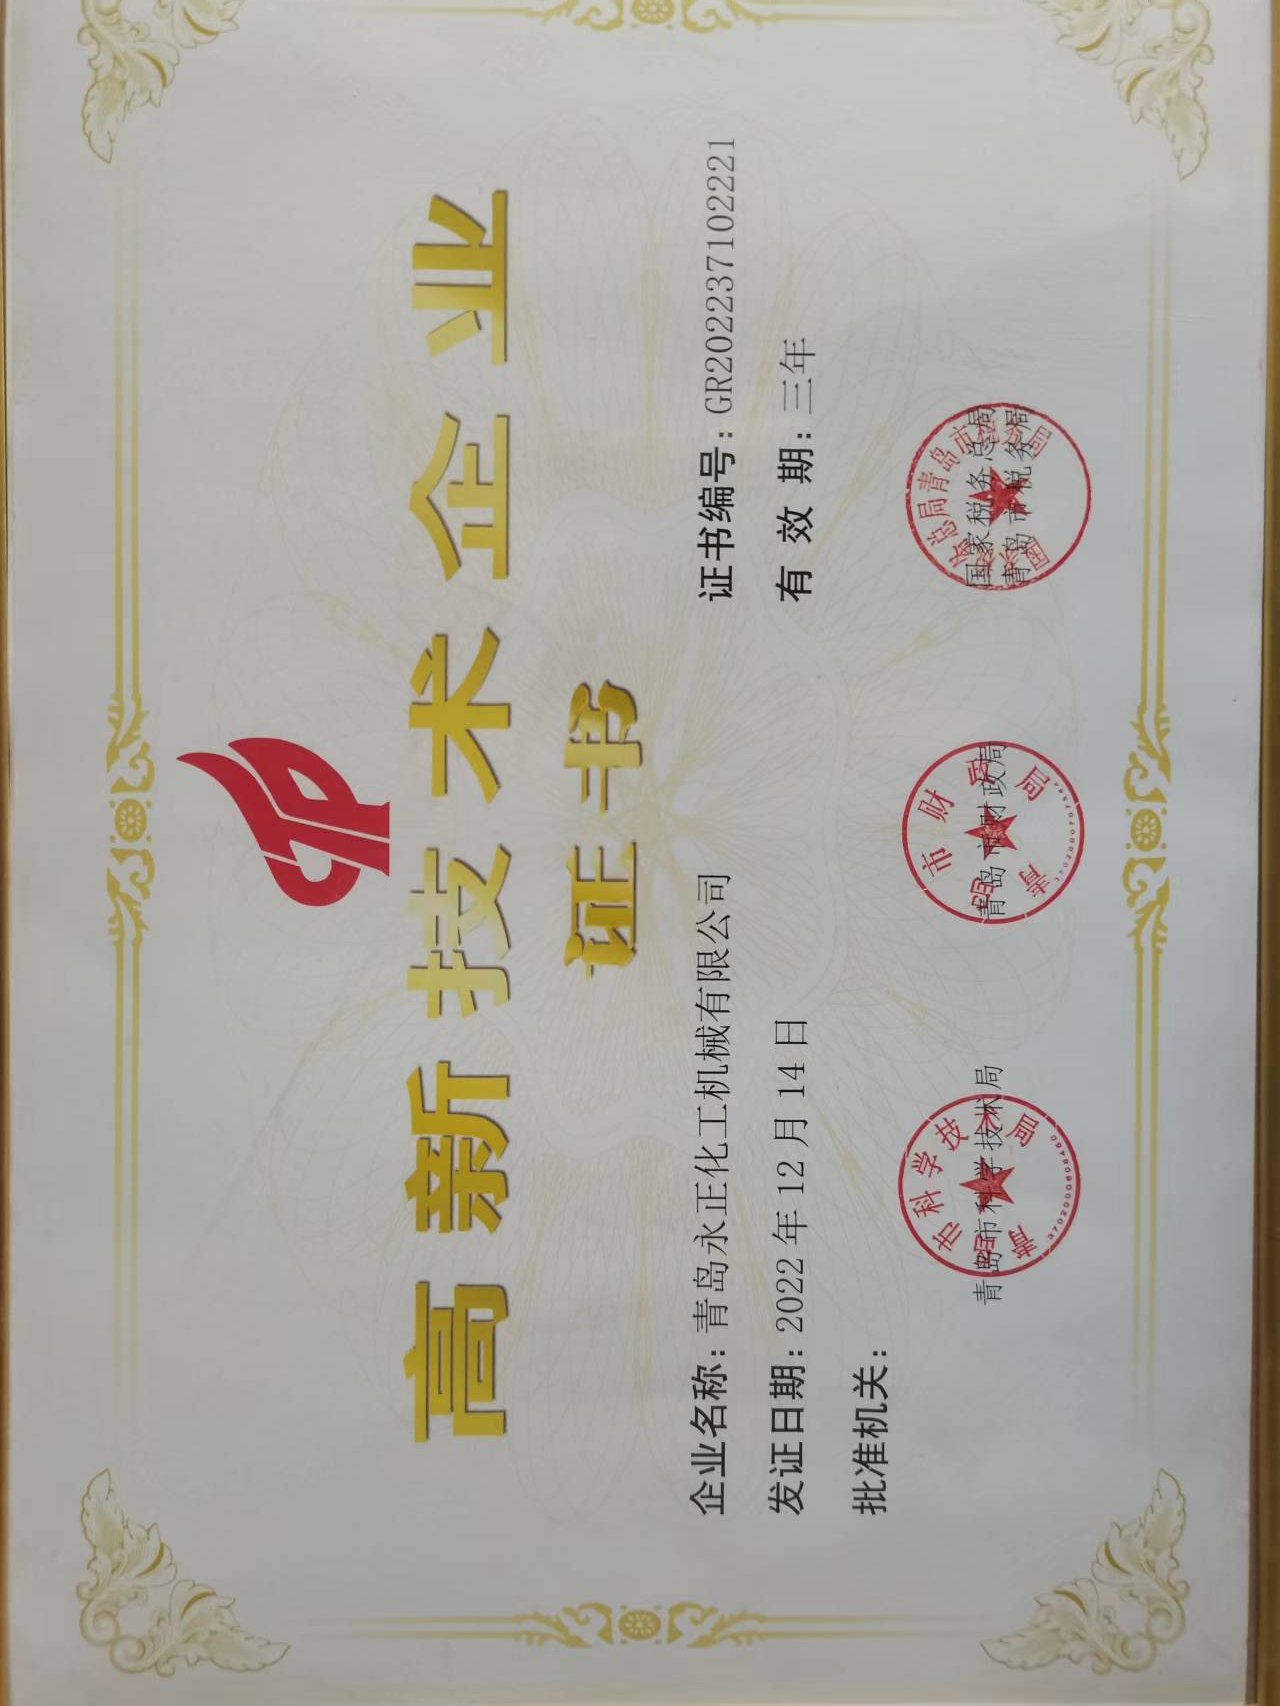 高新技术企业
证书
企业名称：青岛永正化工机械有限公司
证书编号：GR202237102221
发证日期：2022年12月14日
有效期：三年
批准机关：
青岛市科学技术局
青岛市财政局
国家税务总局
青岛市税务局